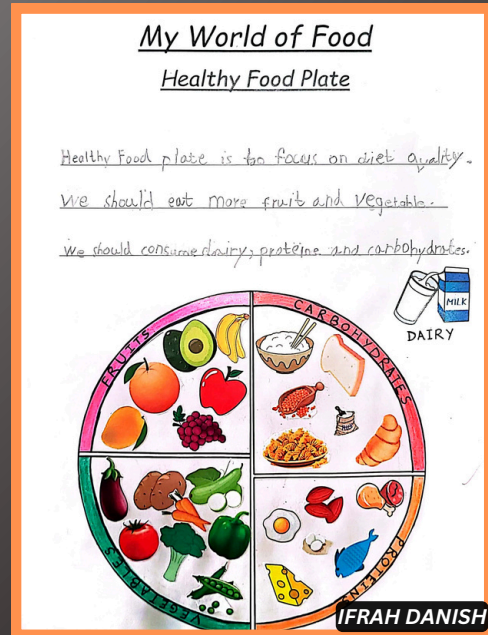 My World of Food
Healthy Food Plate
Healthy Food plate is to focus on diet quality.
We should eat more fruit and vegetable.
We should consume dairy, proteins and carbohydrates.
MILK
DAIRY
FRUITS
CARBOHYDRATES
VEGETABLES
PROTEINS
IFRAH DANISH